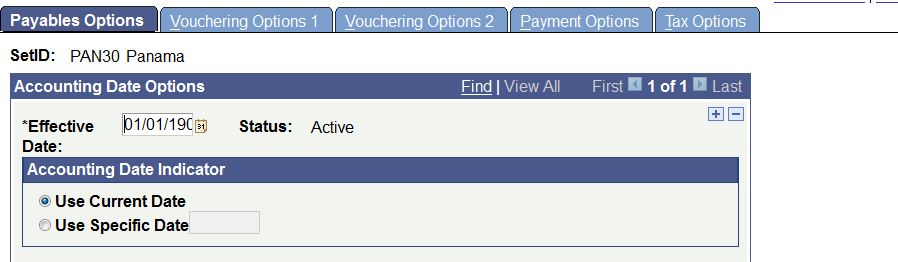 Payables Options Vouchering Options 1 Vouchering Options 2 Payment Options Tax Options
SetID: PAN30 Panama
Accounting Date Options Find | View All First 1 of 1 Last
*Effective Date: 01/01/190 Status: Active
Accounting Date Indicator
Use Current Date
Use Specific Date